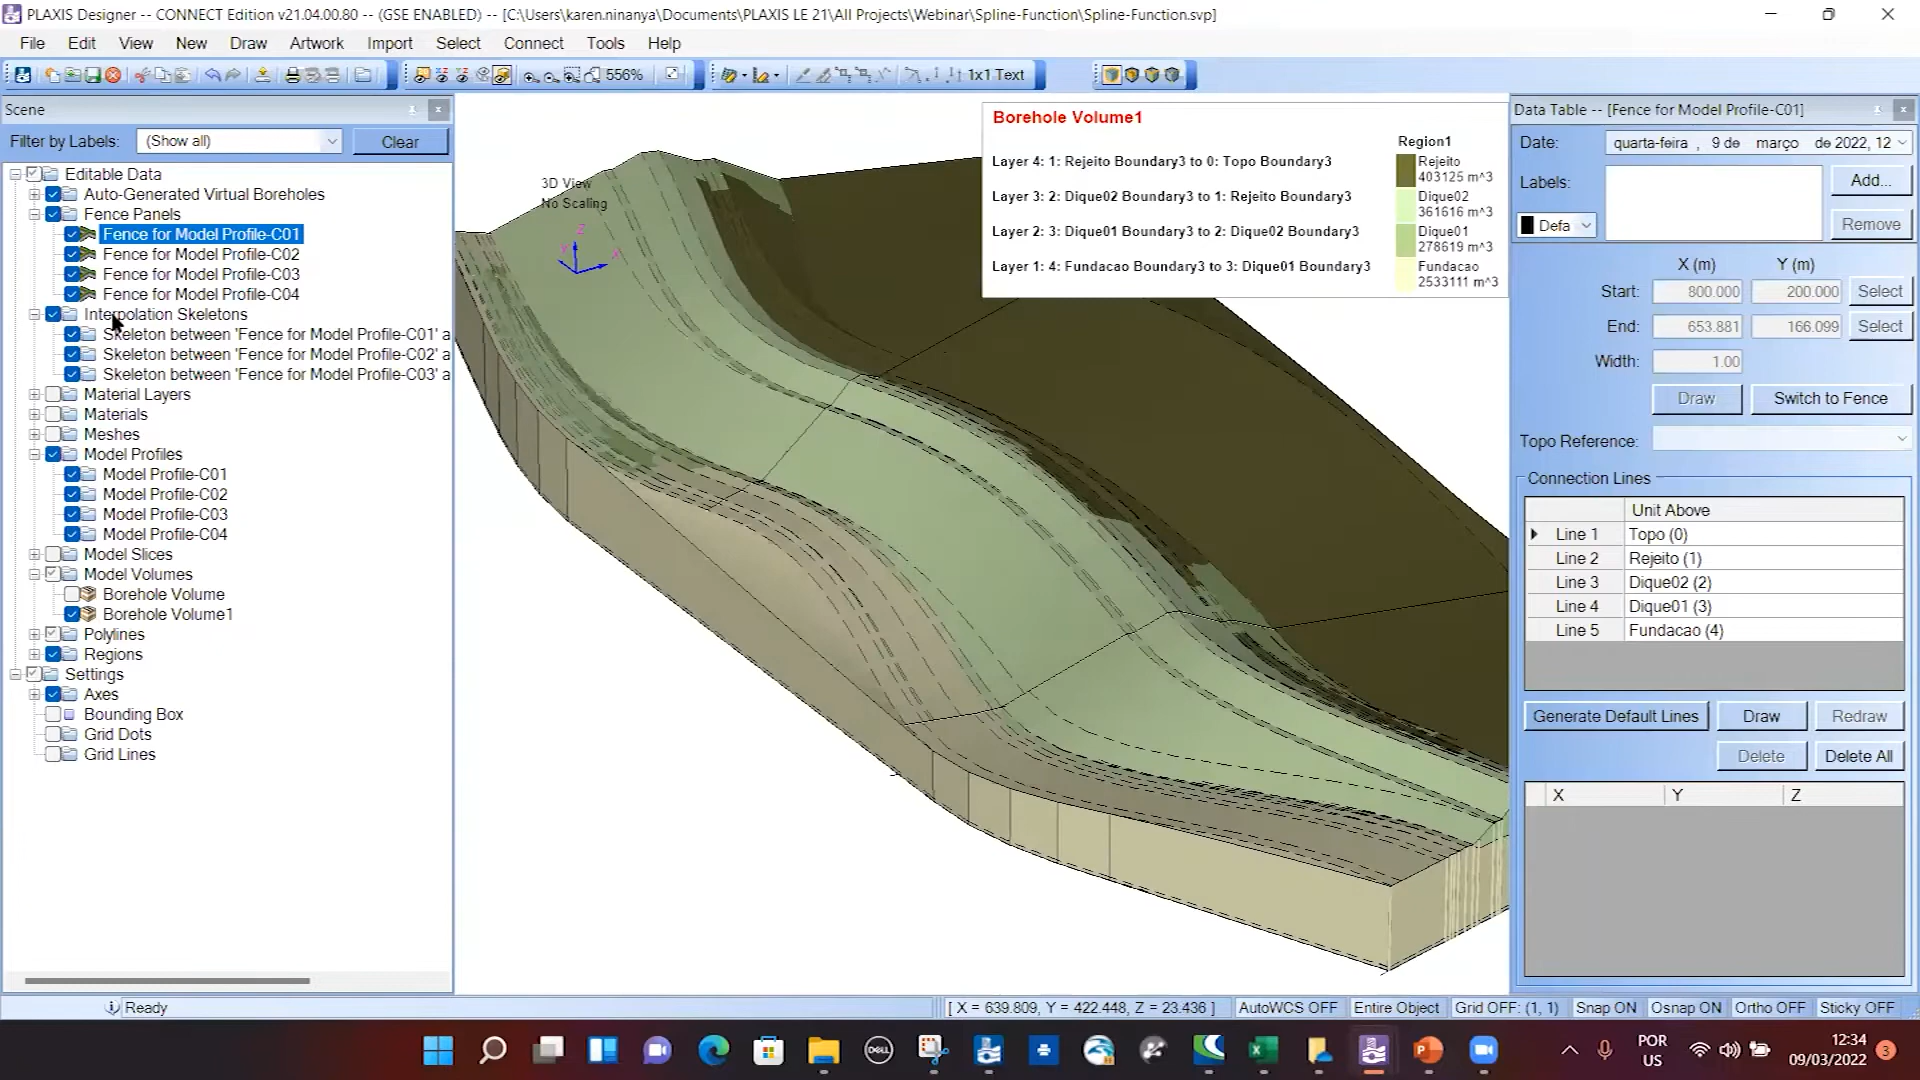 PLAXIS Designer -- CONNECT Edition v21.04.00.80 -- (GSE ENABLED) -- [C:\Users\karen.ninanya\Documents\PLAXIS LE 21\All Projects\Webinar\Spline-Function\Spline-Function.svp]
File Edit View New Draw Artwork Import Select Connect Tools Help
556% 1x1 Text
Scene
Filter by Labels: (Show all) Clear
Editable Data
Auto-Generated Virtual Boreholes
Fence Panels
Fence for Model Profile-C01
Fence for Model Profile-C02
Fence for Model Profile-C03
Fence for Model Profile-C04
Interpolation Skeletons
Skeleton between 'Fence for Model Profile-C01' a
Skeleton between 'Fence for Model Profile-C02' a
Skeleton between 'Fence for Model Profile-C03' a
Material Layers
Materials
Meshes
Model Profiles
Model Profile-C01
Model Profile-C02
Model Profile-C03
Model Profile-C04
Model Slices
Model Volumes
Borehole Volume
Borehole Volume1
Polylines
Regions
Settings
Axes
Bounding Box
Grid Dots
Grid Lines
3D View
No Scaling
Z
Y
X
Borehole Volume1
Region1
Layer 4: 1: Rejeito Boundary3 to 0: Topo Boundary3
Rejeito
403125 m^3
Layer 3: 2: Dique02 Boundary3 to 1: Rejeito Boundary3
Dique02
361616 m^3
Layer 2: 3: Dique01 Boundary3 to 2: Dique02 Boundary3
Dique01
278619 m^3
Layer 1: 4: Fundacao Boundary3 to 3: Dique01 Boundary3
Fundacao
2533111 m^3
Data Table -- [Fence for Model Profile-C01]
Date: quarta-feira , 9 de março de 2022, 12
Labels: Add...
Defa Remove
X (m) Y (m)
Start: 800.000 200.000 Select
End: 653.881 166.099 Select
Width: 1.00
Draw Switch to Fence
Topo Reference:
Connection Lines
Unit Above
Line 1 Topo (0)
Line 2 Rejeito (1)
Line 3 Dique02 (2)
Line 4 Dique01 (3)
Line 5 Fundacao (4)
Generate Default Lines Draw Redraw
Delete Delete All
X Y Z
Ready
[ X = 639.809, Y = 422.448, Z = 23.436 ] AutoWCS OFF Entire Object Grid OFF: (1, 1) Snap ON Osnap ON Ortho OFF Sticky OFF
DELL
POR
US
12:34
09/03/2022
3